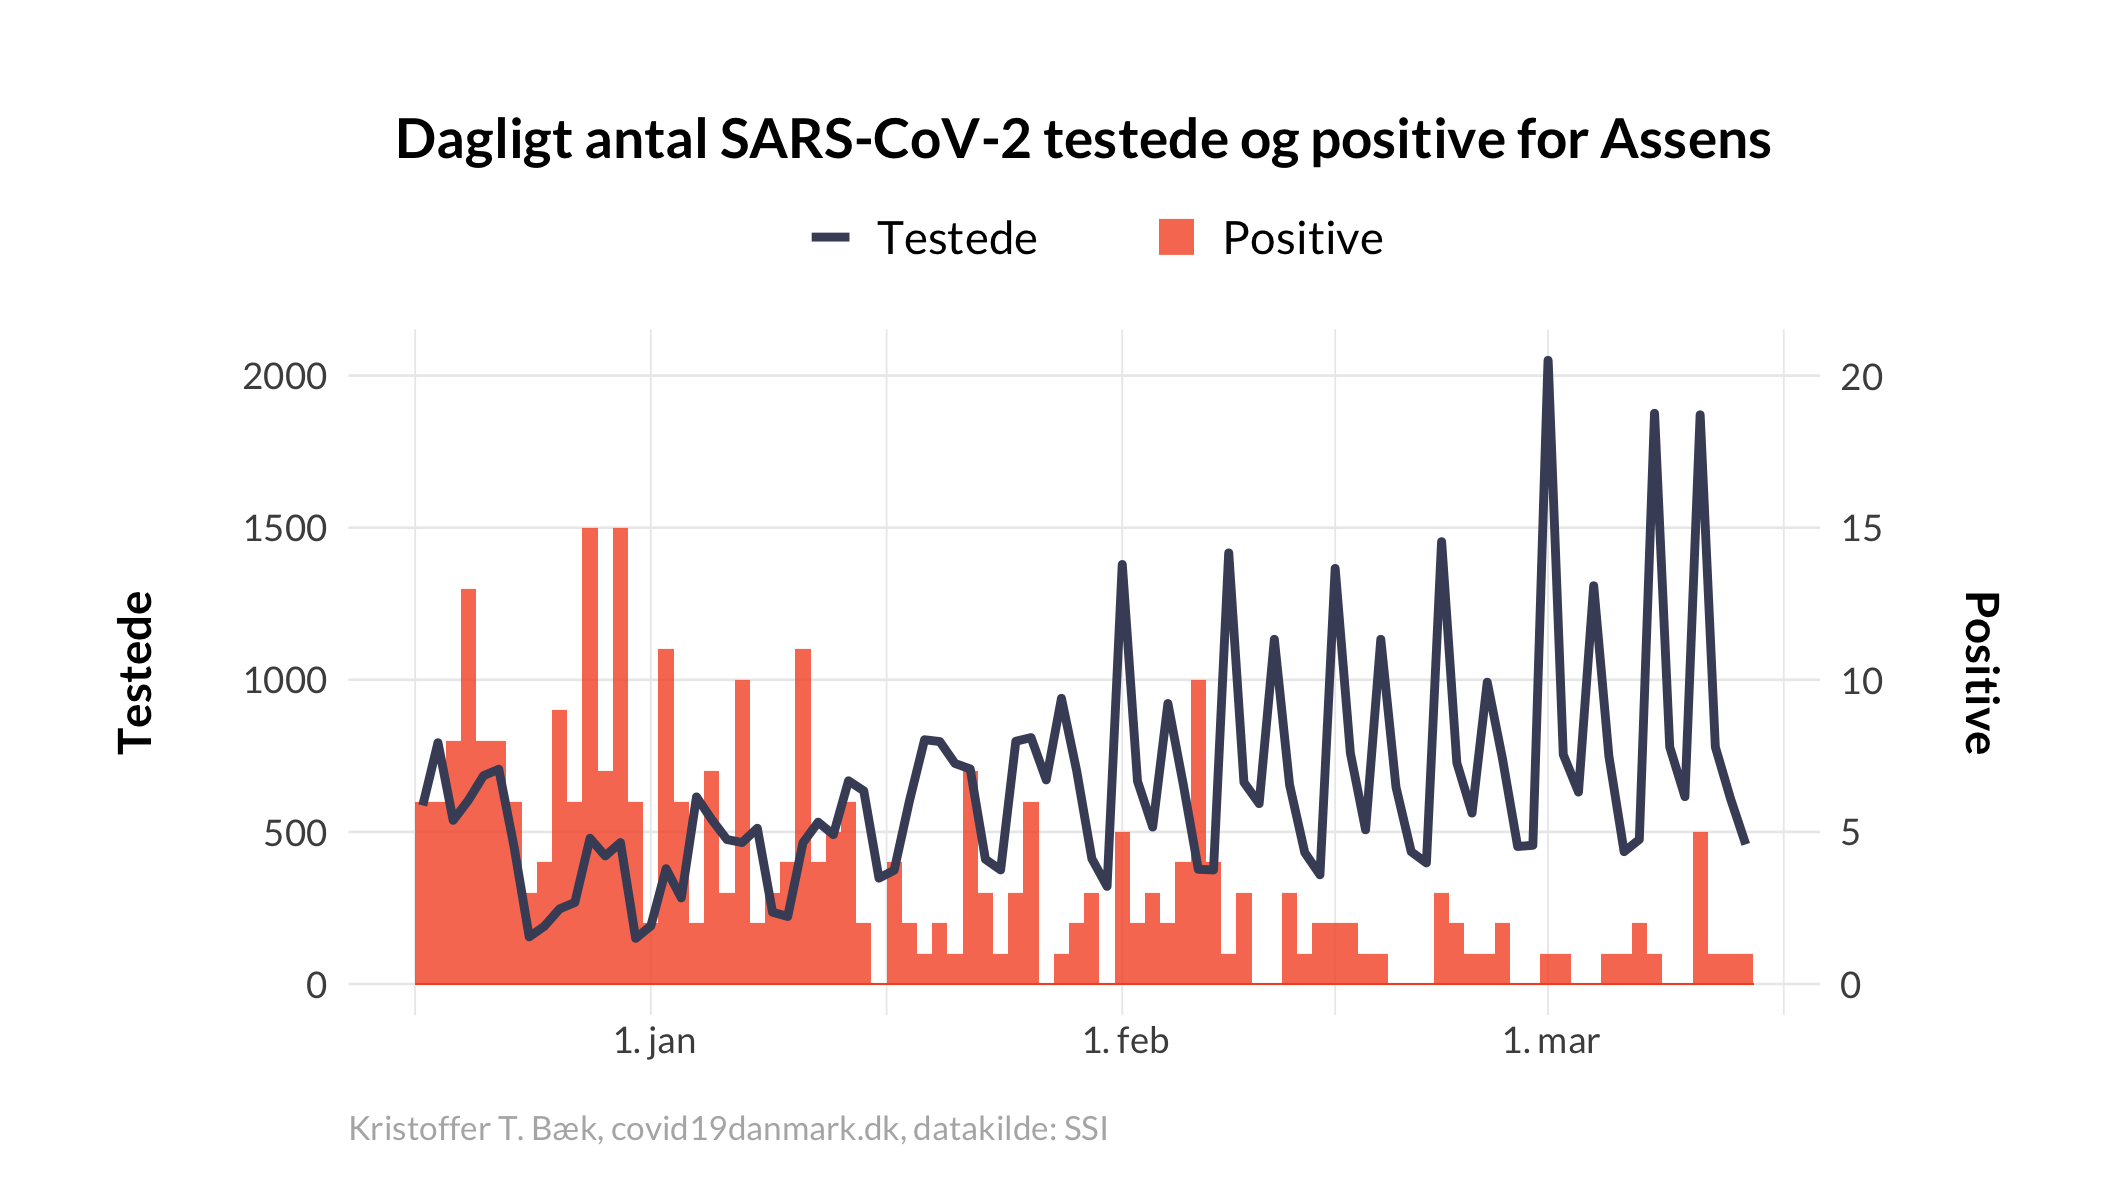 Dagligt antal SARS-CoV-2 testede og positive for Assens
Testede Positive
2000 20
1500 15
1000 10
500 5
0 0
Testede
Positive
1. jan 1. feb 1. mar
Kristoffer T. Bæk, covid19danmark.dk, datakilde: SSI